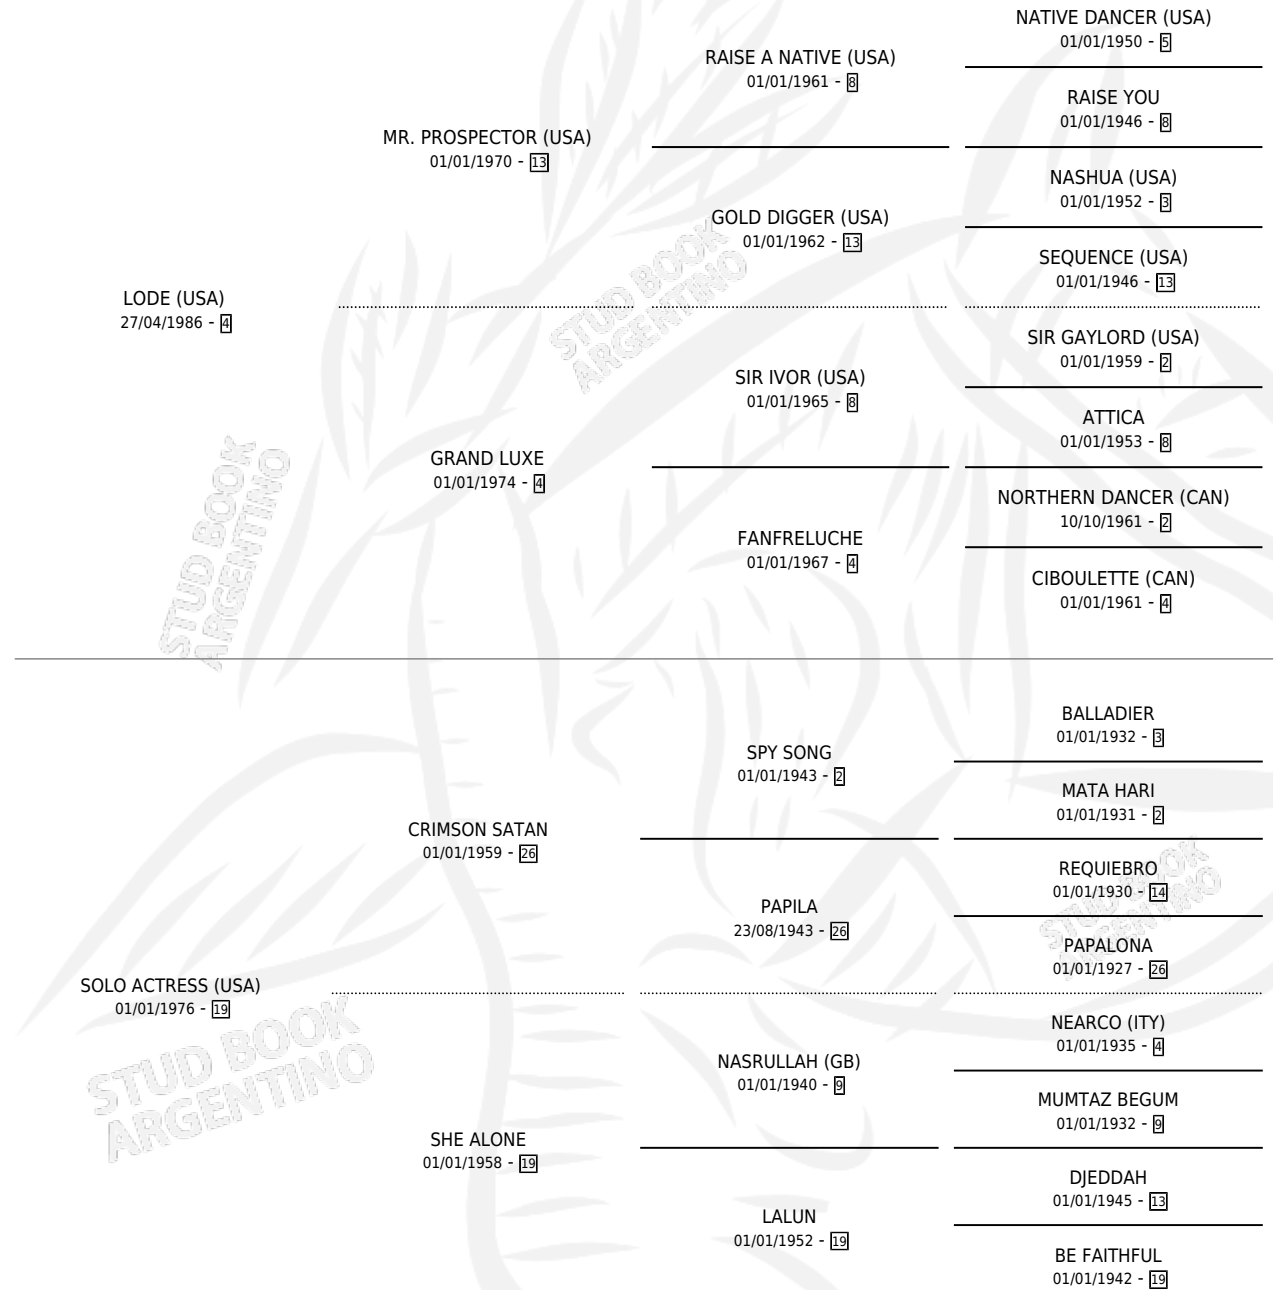 NATIVE DANCER (USA)
01/01/1950 - 5
RAISE A NATIVE (USA)
01/01/1961 - 8
RAISE YOU
01/01/1946 - 8
MR. PROSPECTOR (USA)
01/01/1970 - 13
NASHUA (USA)
01/01/1952 - 3
GOLD DIGGER (USA)
01/01/1962 - 13
SEQUENCE (USA)
01/01/1946 - 13
LODE (USA)
27/04/1986 - 4
STUD BOOK
ARGENTINO
SIR GAYLORD (USA)
01/01/1959 - 2
SIR IVOR (USA)
01/01/1965 - 8
ATTICA
01/01/1953 - 8
GRAND LUXE
01/01/1974 - 4
NORTHERN DANCER (CAN)
10/10/1961 - 2
FANFRELUCHE
01/01/1967 - 4
CIBOULETTE (CAN)
01/01/1961 - 4
STUD BOOK
ARGENTINO
BALLADIER
01/01/1932 - 3
SPY SONG
01/01/1943 - 2
MATA HARI
01/01/1931 - 2
CRIMSON SATAN
01/01/1959 - 26
REQUIEBRO
01/01/1930 - 14
PAPILA
23/08/1943 - 26
STUD BOOK
ARGENTINO
PAPALONA
01/01/1927 - 26
SOLO ACTRESS (USA)
01/01/1976 - 19
NEARCO (ITY)
01/01/1935 - 4
NASRULLAH (GB)
01/01/1940 - 9
MUMTAZ BEGUM
01/01/1932 - 9
STUD BOOK
ARGENTINO
SHE ALONE
01/01/1958 - 19
DJEDDAH
01/01/1945 - 13
LALUN
01/01/1952 - 19
BE FAITHFUL
01/01/1942 - 19